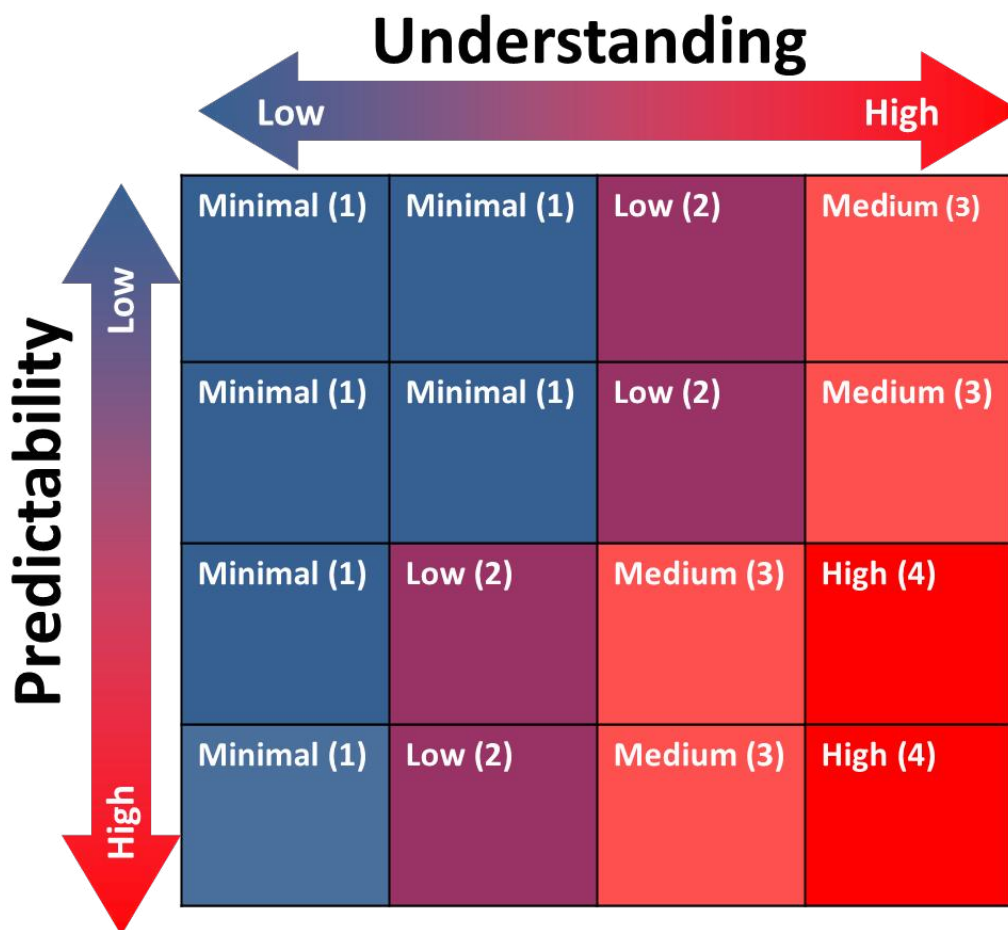 Understanding
Low High
Predictability
Low
High
Minimal (1) Minimal (1) Low (2) Medium (3)
Minimal (1) Minimal (1) Low (2) Medium (3)
Minimal (1) Low (2) Medium (3) High (4)
Minimal (1) Low (2) Medium (3) High (4)